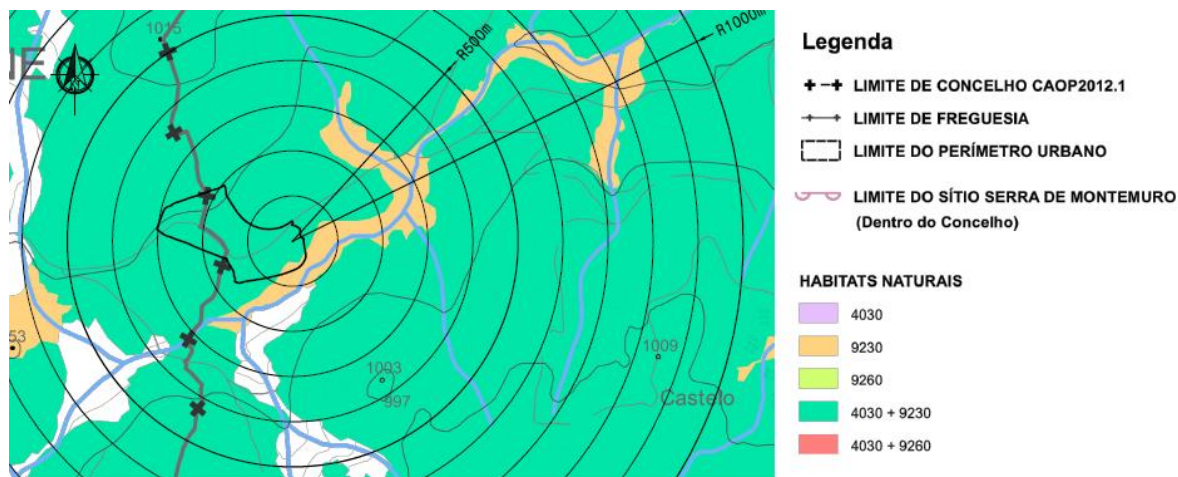 1015
NE
R500m
R1000m
53
1003
997
1009
Castelo
Legenda
LIMITE DE CONCELHO CAOP2012.1
LIMITE DE FREGUESIA
LIMITE DO PERÍMETRO URBANO
LIMITE DO SÍTIO SERRA DE MONTEMURO
(Dentro do Concelho)
HABITATS NATURAIS
4030
9230
9260
4030 + 9230
4030 + 9260